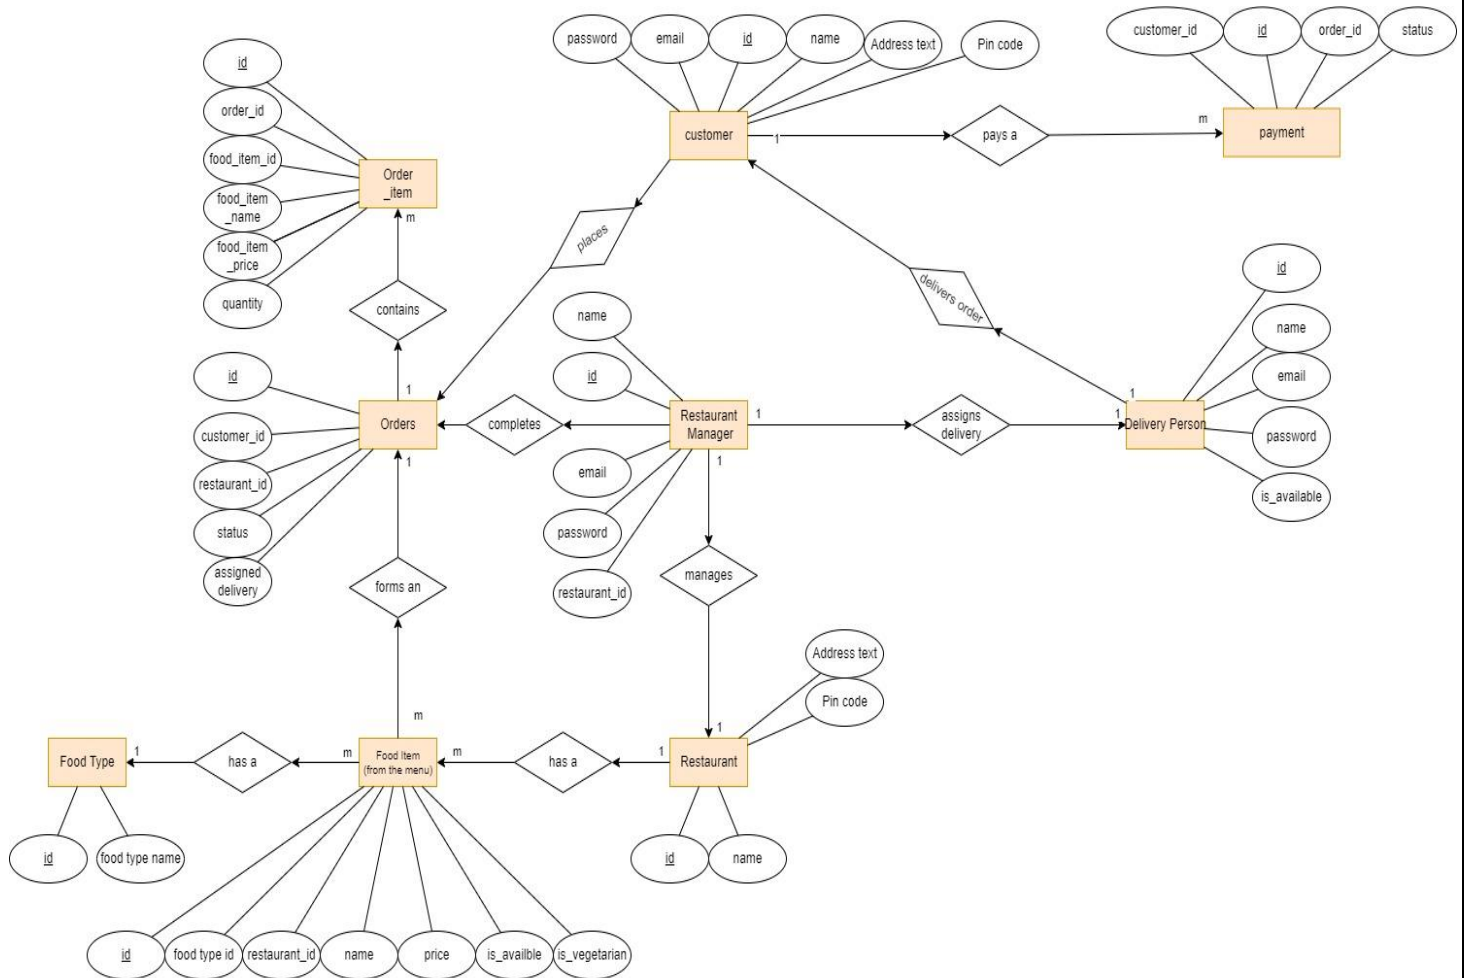 password
email
id
name
Address text
Pin code
customer_id
id
order_id
status
customer
1
pays a
m
payment
id
order_id
food_item_id
food_item
_name
food_item
_price
quantity
Order
_item
m
contains
1
places
delivers order
id
name
email
password
is_available
1
1
Delivery Person
id
customer_id
restaurant_id
status
assigned
delivery
Orders
1
completes
name
id
email
password
restaurant_id
Restaurant
Manager
1
1
assigns
delivery
manages
forms an
m
Address text
Pin code
1
Food Type
1
has a
m
Food Item
(from the menu)
m
has a
1
Restaurant
id
food type name
id
name
id
food type id
restaurant_id
name
price
is_availble
is_vegetarian